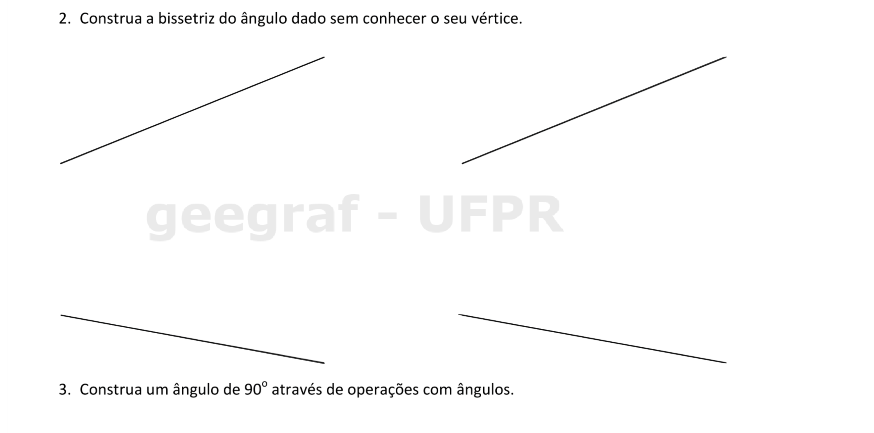 2. Construa a bissetriz do ângulo dado sem conhecer o seu vértice.
geegraf - UFPR
3. Construa um ângulo de 90º através de operações com ângulos.